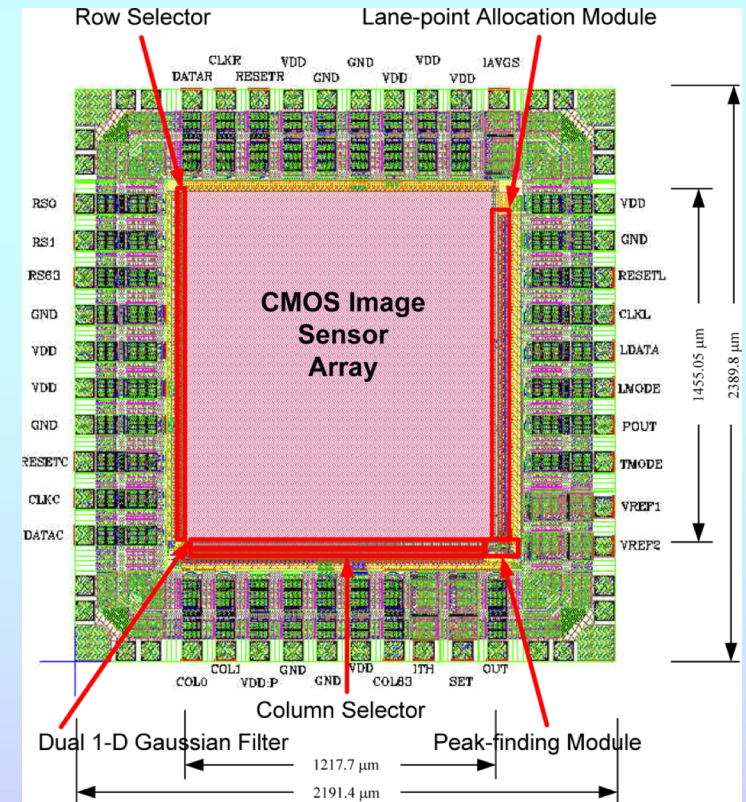 Row Selector
Lane-point Allocation Module
DATAR
CLKR
RESETR
VDD
GND
GND
VDD
VDD
VDD
IAVGS
RS0
RS1
RS63
GND
VDD
VDD
GND
RESETC
CLKC
DATAC
CMOS Image
Sensor
Array
VDD
GND
RESETL
CLKL
LDATA
LMODE
POUT
TMODE
VREF1
VREF2
1455.05 µm
2389.8 µm
COL0
COL1
VDD:P
GND
GND
VDD
COL63
ITH
SET
OUT
Column Selector
Dual 1-D Gaussian Filter
Peak-finding Module
1217.7 µm
2191.4 µm